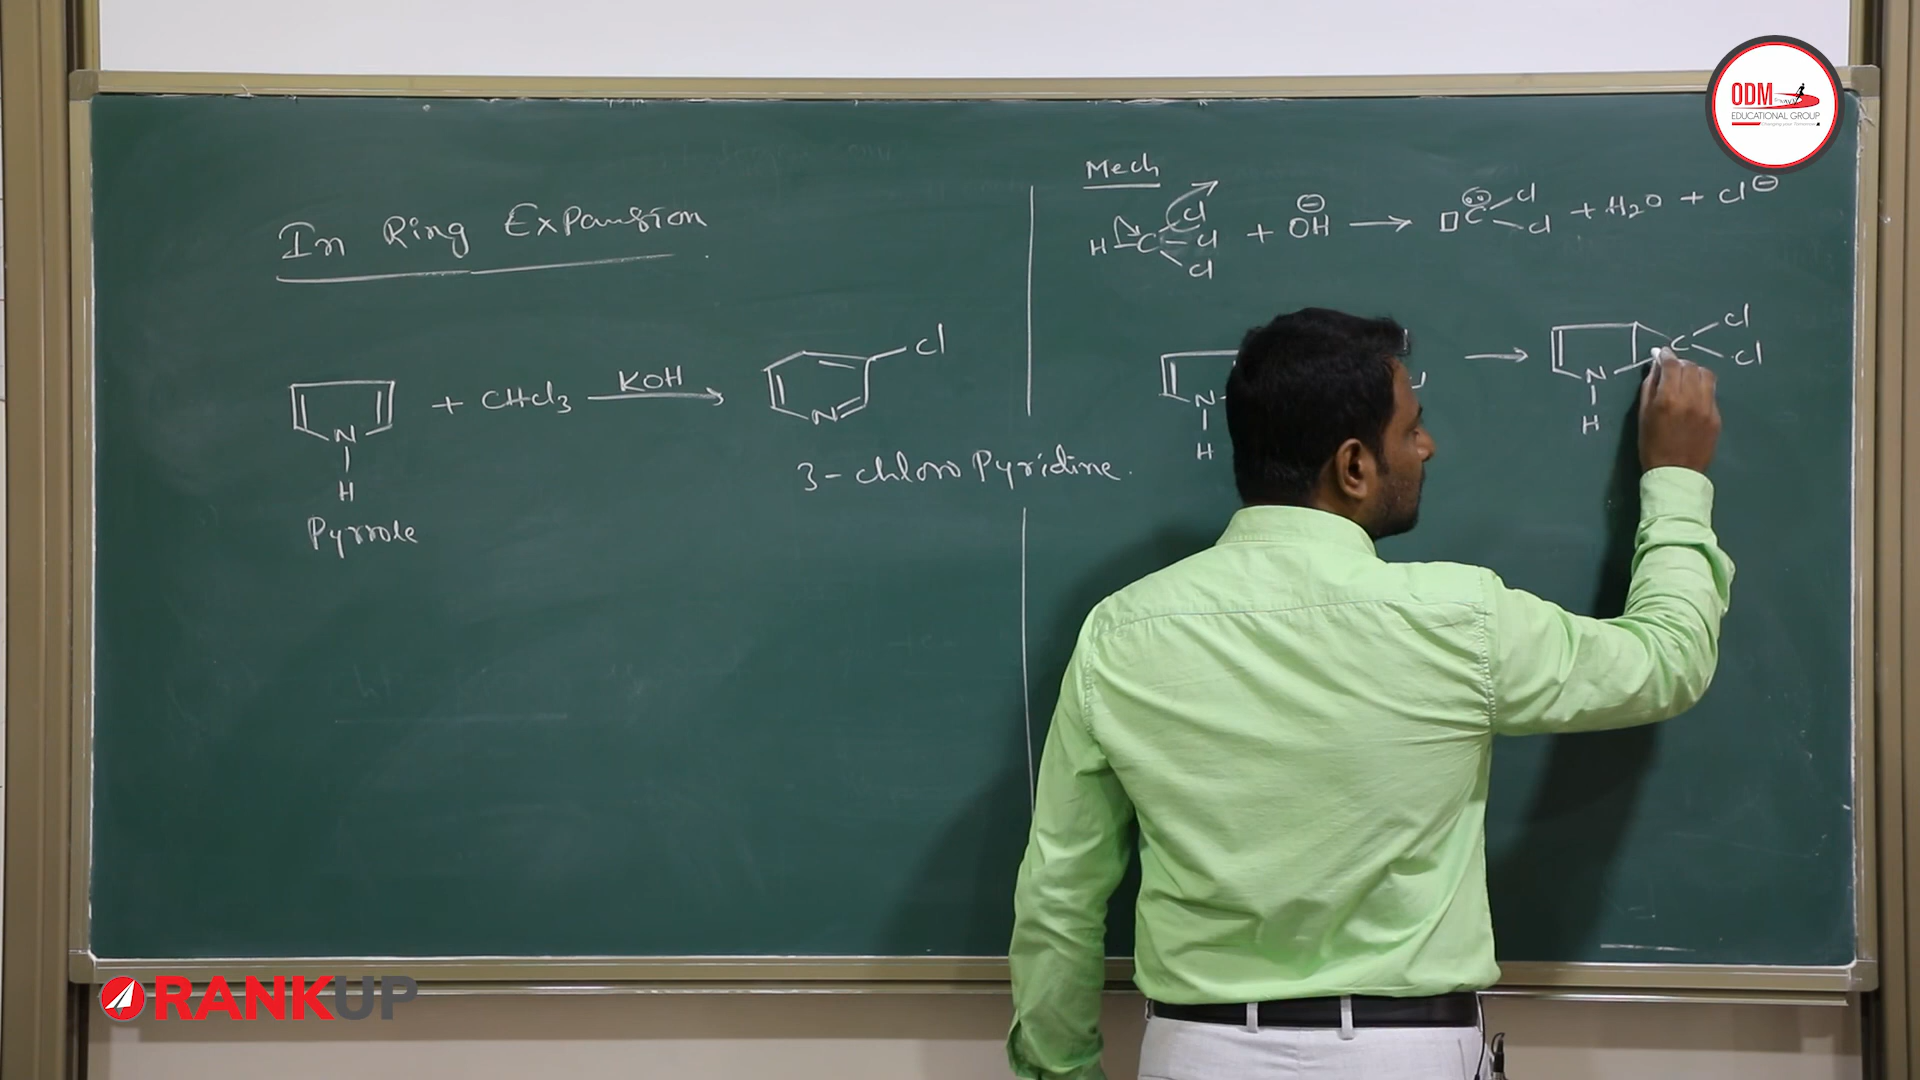 In Ring Expansion
N
H
Pyrrole
+ CHCl3
KOH
N
Cl
3-chloro Pyridine.
Mech
H C Cl Cl Cl + OH⊖ → :C Cl Cl + H2O + Cl⊖
N
H
→
N
H
C Cl Cl
ODM
EDUCATIONAL GROUP
RANKUP